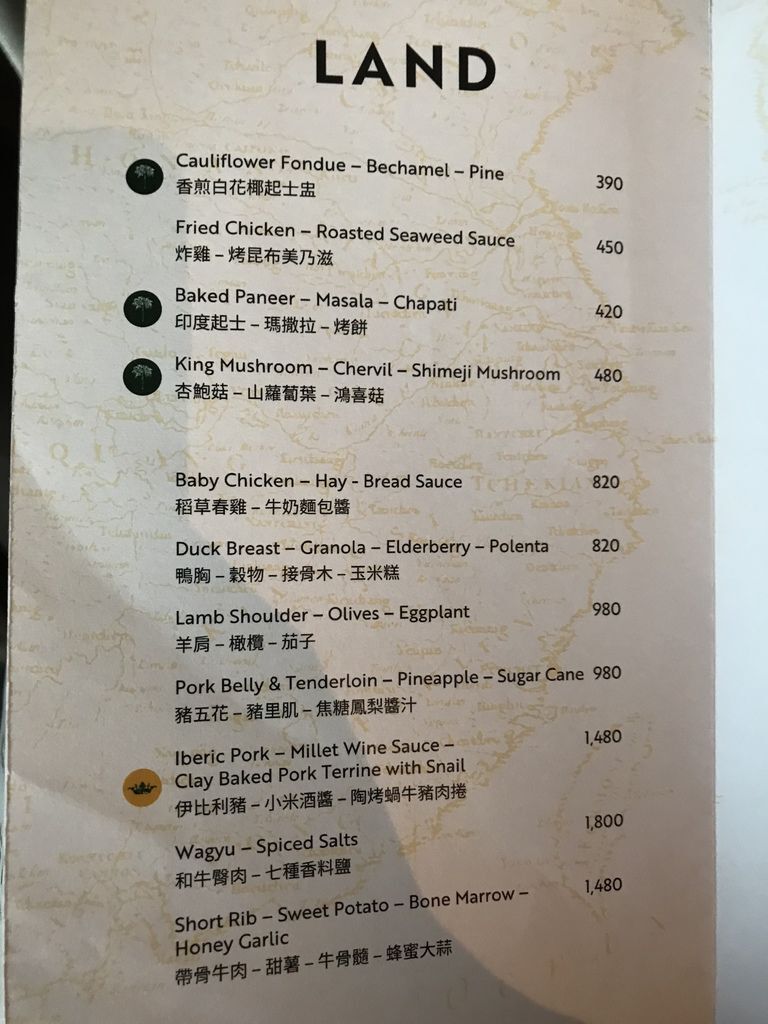 LAND
Cauliflower Fondue – Bechamel – Pine 390
香煎白花椰起士盅
Fried Chicken – Roasted Seaweed Sauce 450
炸雞 – 烤昆布美乃滋
Baked Paneer – Masala – Chapati 420
印度起士 – 瑪撒拉 – 烤餅
King Mushroom – Chervil – Shimeji Mushroom 480
杏鮑菇 – 山蘿蔔葉 – 鴻喜菇
Baby Chicken – Hay - Bread Sauce 820
稻草春雞 – 牛奶麵包醬
Duck Breast – Granola – Elderberry – Polenta 820
鴨胸 – 穀物 – 接骨木 – 玉米糕
Lamb Shoulder – Olives – Eggplant 980
羊肩 – 橄欖 – 茄子
Pork Belly & Tenderloin – Pineapple – Sugar Cane 980
豬五花 – 豬里肌 – 焦糖鳳梨醬汁
Iberic Pork – Millet Wine Sauce – 1,480
Clay Baked Pork Terrine with Snail
伊比利豬 – 小米酒醬 – 陶烤蝸牛豬肉捲
Wagyu – Spiced Salts 1,800
和牛臀肉 – 七種香料鹽
Short Rib – Sweet Potato – Bone Marrow – 1,480
Honey Garlic
帶骨牛肉 – 甜薯 – 牛骨髓 – 蜂蜜大蒜